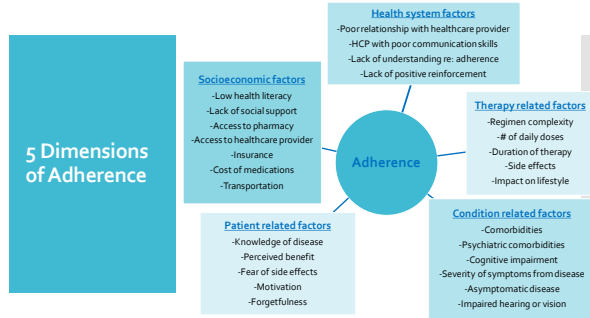 5 Dimensions
of Adherence
Health system factors
-Poor relationship with healthcare provider
-HCP with poor communication skills
-Lack of understanding re: adherence
-Lack of positive reinforcement
Socioeconomic factors
-Low health literacy
-Lack of social support
-Access to pharmacy
-Access to healthcare provider
-Insurance
-Cost of medications
-Transportation
Adherence
Therapy related factors
-Regimen complexity
-# of daily doses
-Duration of therapy
-Side effects
-Impact on lifestyle
Patient related factors
-Knowledge of disease
-Perceived benefit
-Fear of side effects
-Motivation
-Forgetfulness
Condition related factors
-Comorbidities
-Psychiatric comorbidities
-Cognitive impairment
-Severity of symptoms from disease
-Asymptomatic disease
-Impaired hearing or vision